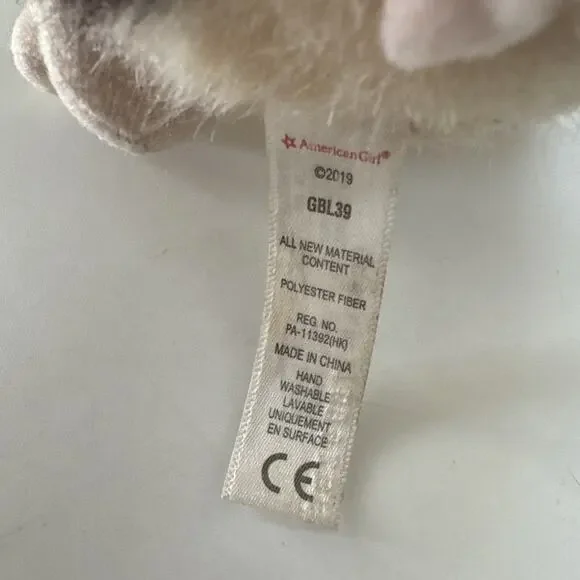 American Girl®
©2019
GBL39
ALL NEW MATERIAL
CONTENT
POLYESTER FIBER
REG. NO.
PA-11392(HK)
MADE IN CHINA
HAND
WASHABLE
LAVABLE
UNIQUEMENT
EN SURFACE
CE